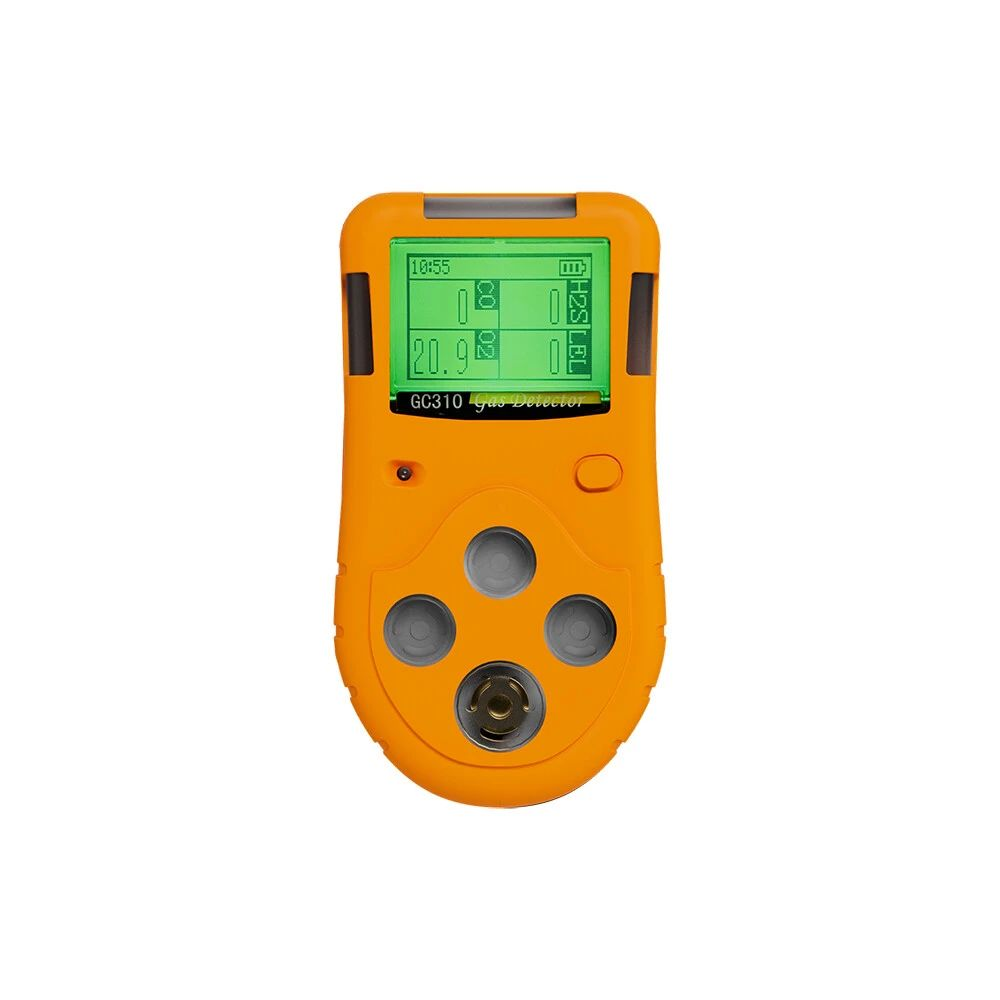 10:55
0 CO 0 H2S
20.9 O2 0 LEL
GC310 Gas Detector